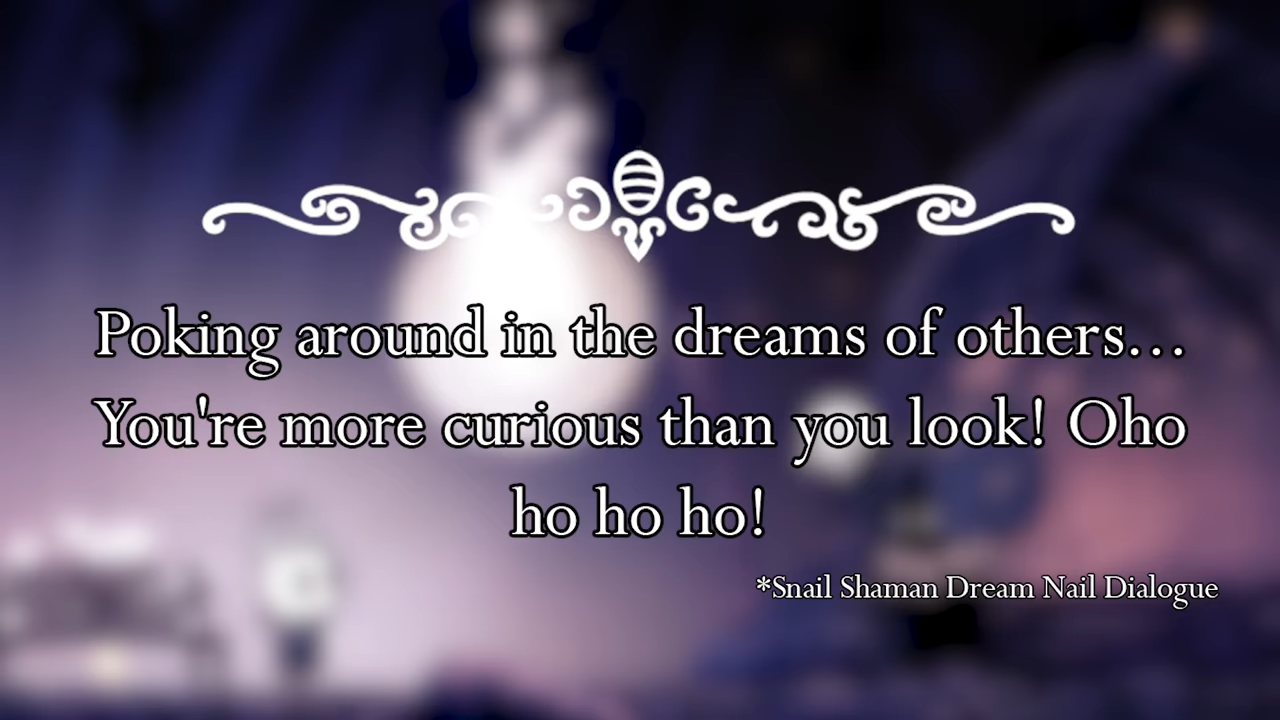 Poking around in the dreams of others...
You're more curious than you look! Oho
ho ho ho!
*Snail Shaman Dream Nail Dialogue